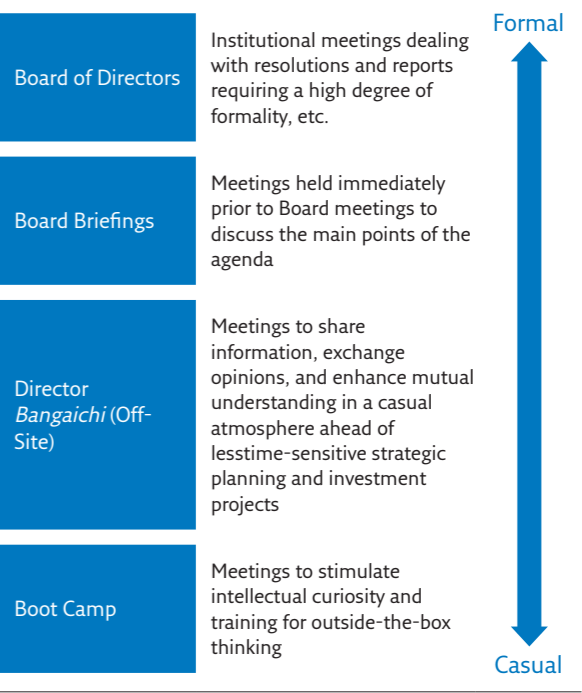 Formal
Board of Directors
Institutional meetings dealing
with resolutions and reports
requiring a high degree of
formality, etc.
Board Briefings
Meetings held immediately
prior to Board meetings to
discuss the main points of the
agenda
Director
Bangaichi (Off-
Site)
Meetings to share
information, exchange
opinions, and enhance mutual
understanding in a casual
atmosphere ahead of
lesstime-sensitive strategic
planning and investment
projects
Boot Camp
Meetings to stimulate
intellectual curiosity and
training for outside-the-box
thinking
Casual